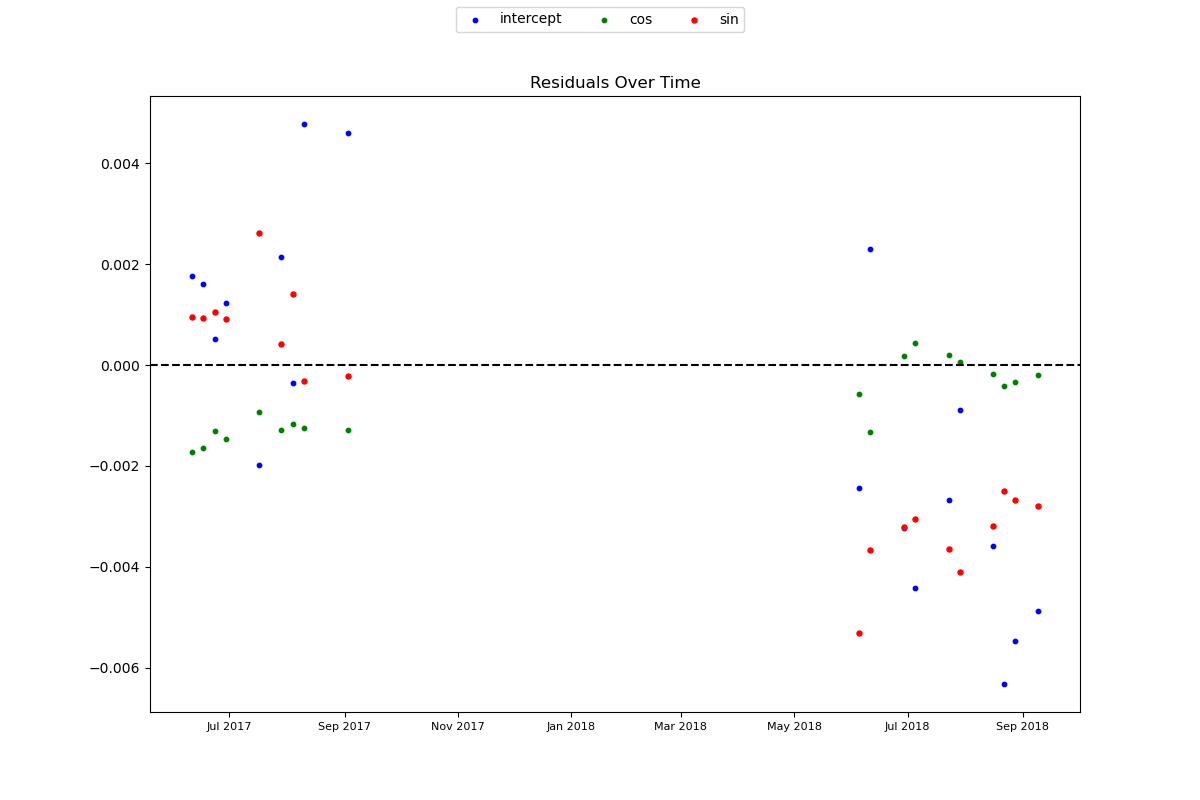 intercept cos sin
Residuals Over Time
0.004
0.002
0.000
−0.002
−0.004
−0.006
Jul 2017 Sep 2017 Nov 2017 Jan 2018 Mar 2018 May 2018 Jul 2018 Sep 2018